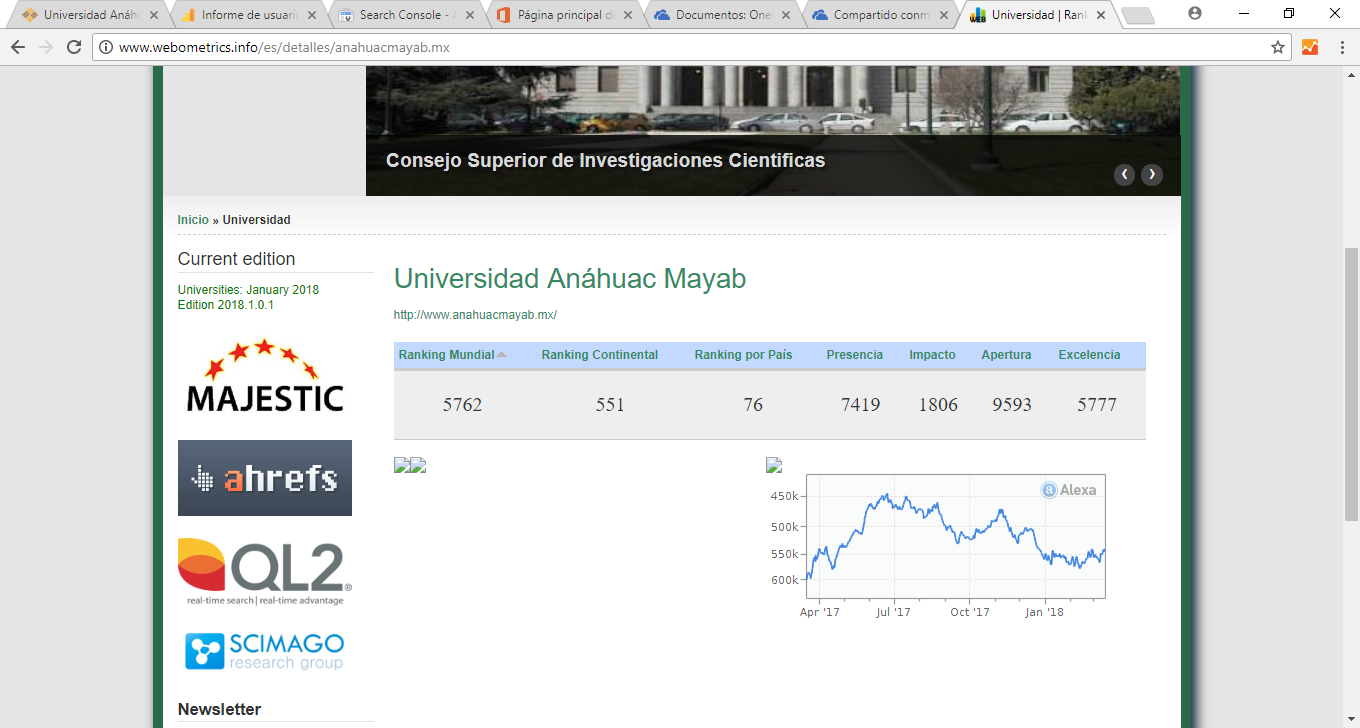 Universidad Anáhu
Informe de usuario
Search Console - A
Página principal de
Documentos: One
Compartido conm
Universidad | Rank
www.webometrics.info/es/detalles/anahuacmayab.mx
Consejo Superior de Investigaciones Cientificas
Inicio » Universidad
Current edition
Universities: January 2018
Edition 2018.1.0.1
MAJESTIC
ahrefs
QL2®
real-time search | real-time advantage
SCIMAGO
research group
Newsletter
Universidad Anáhuac Mayab
http://www.anahuacmayab.mx/
Ranking Mundial Ranking Continental Ranking por País Presencia Impacto Apertura Excelencia
5762 551 76 7419 1806 9593 5777
a Alexa
450k
500k
550k
600k
Apr '17 Jul '17 Oct '17 Jan '18